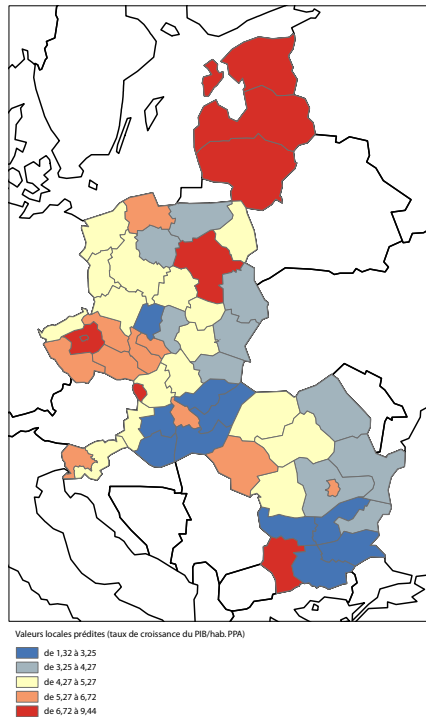 Valeurs locales prédites (taux de croissance du PIB/hab. PPA)
de 1,32 à 3,25
de 3,25 à 4,27
de 4,27 à 5,27
de 5,27 à 6,72
de 6,72 à 9,44